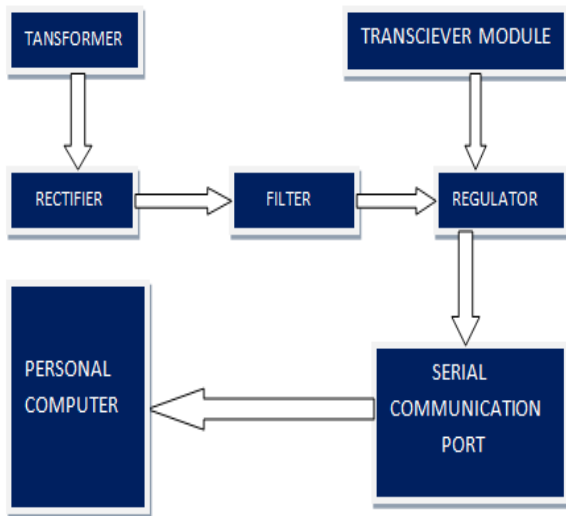 TANSFORMER
TRANSCIEVER MODULE
RECTIFIER
FILTER
REGULATOR
PERSONAL
COMPUTER
SERIAL
COMMUNICATION
PORT